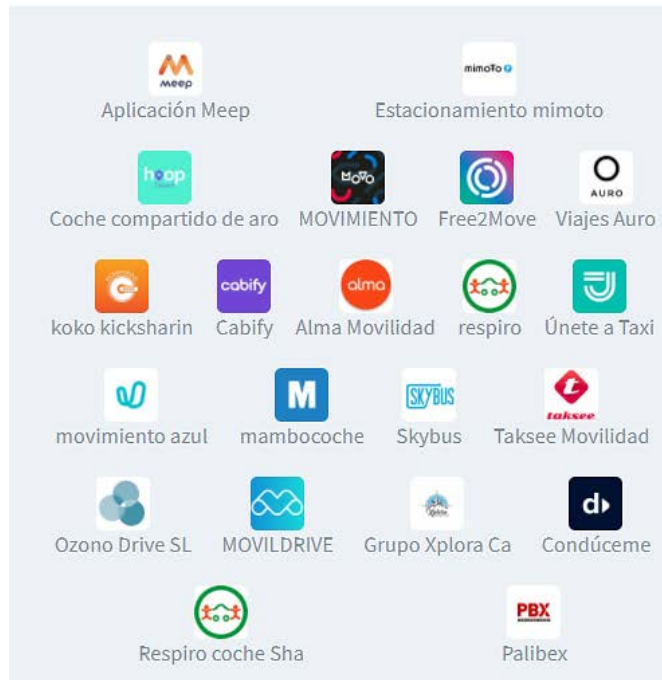 meep
mimoto
Aplicación Meep
Estacionamiento mimoto
hoop
MOVO
AURO
Coche compartido de aro
MOVIMIENTO
Free2Move
Viajes Auro
cabify
alma
koko kicksharin
Cabify
Alma Movilidad
respiro
Únete a Taxi
M
SKYBUS
t
taksee
movimiento azul
mambocoche
Skybus
Taksee Movilidad
d
Ozono Drive SL
MOVILDRIVE
Grupo Xplora Ca
Condúceme
PBX
Respiro coche Sha
Palibex